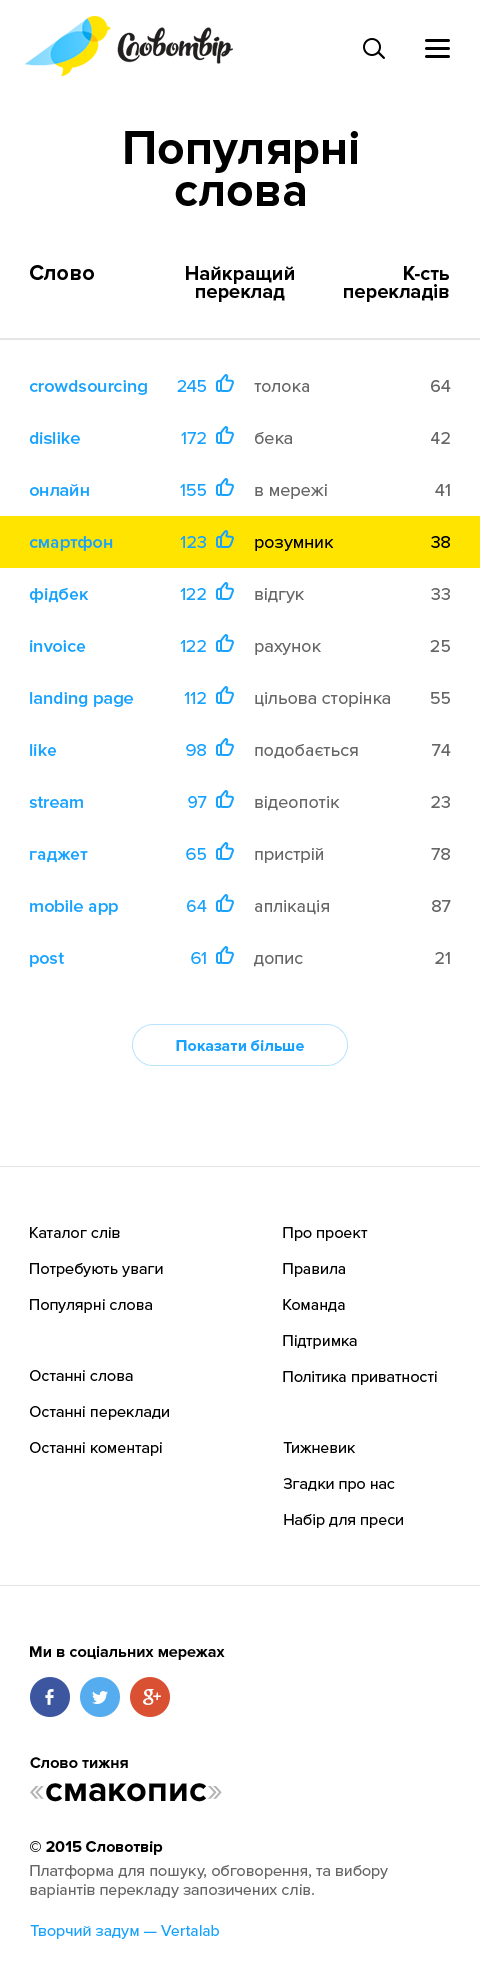 Словотвір
Популярні
слова
Слово Найкращий переклад К-сть перекладів
crowdsourcing 245 толока 64
dislike 172 бека 42
онлайн 155 в мережі 41
смартфон 123 розумник 38
фідбек 122 відгук 33
invoice 122 рахунок 25
landing page 112 цільова сторінка 55
like 98 подобається 74
stream 97 відеопотік 23
гаджет 65 пристрій 78
mobile app 64 аплікація 87
post 61 допис 21
Показати більше
Каталог слів
Потребують уваги
Популярні слова
Останні слова
Останні переклади
Останні коментарі
Про проект
Правила
Команда
Підтримка
Політика приватності
Тижневик
Згадки про нас
Набір для преси
Ми в соціальних мережах
f g+
Слово тижня
«смакопис»
© 2015 Словотвір
Платформа для пошуку, обговорення, та вибору
варіантів перекладу запозичених слів.
Творчий задум — Vertalab